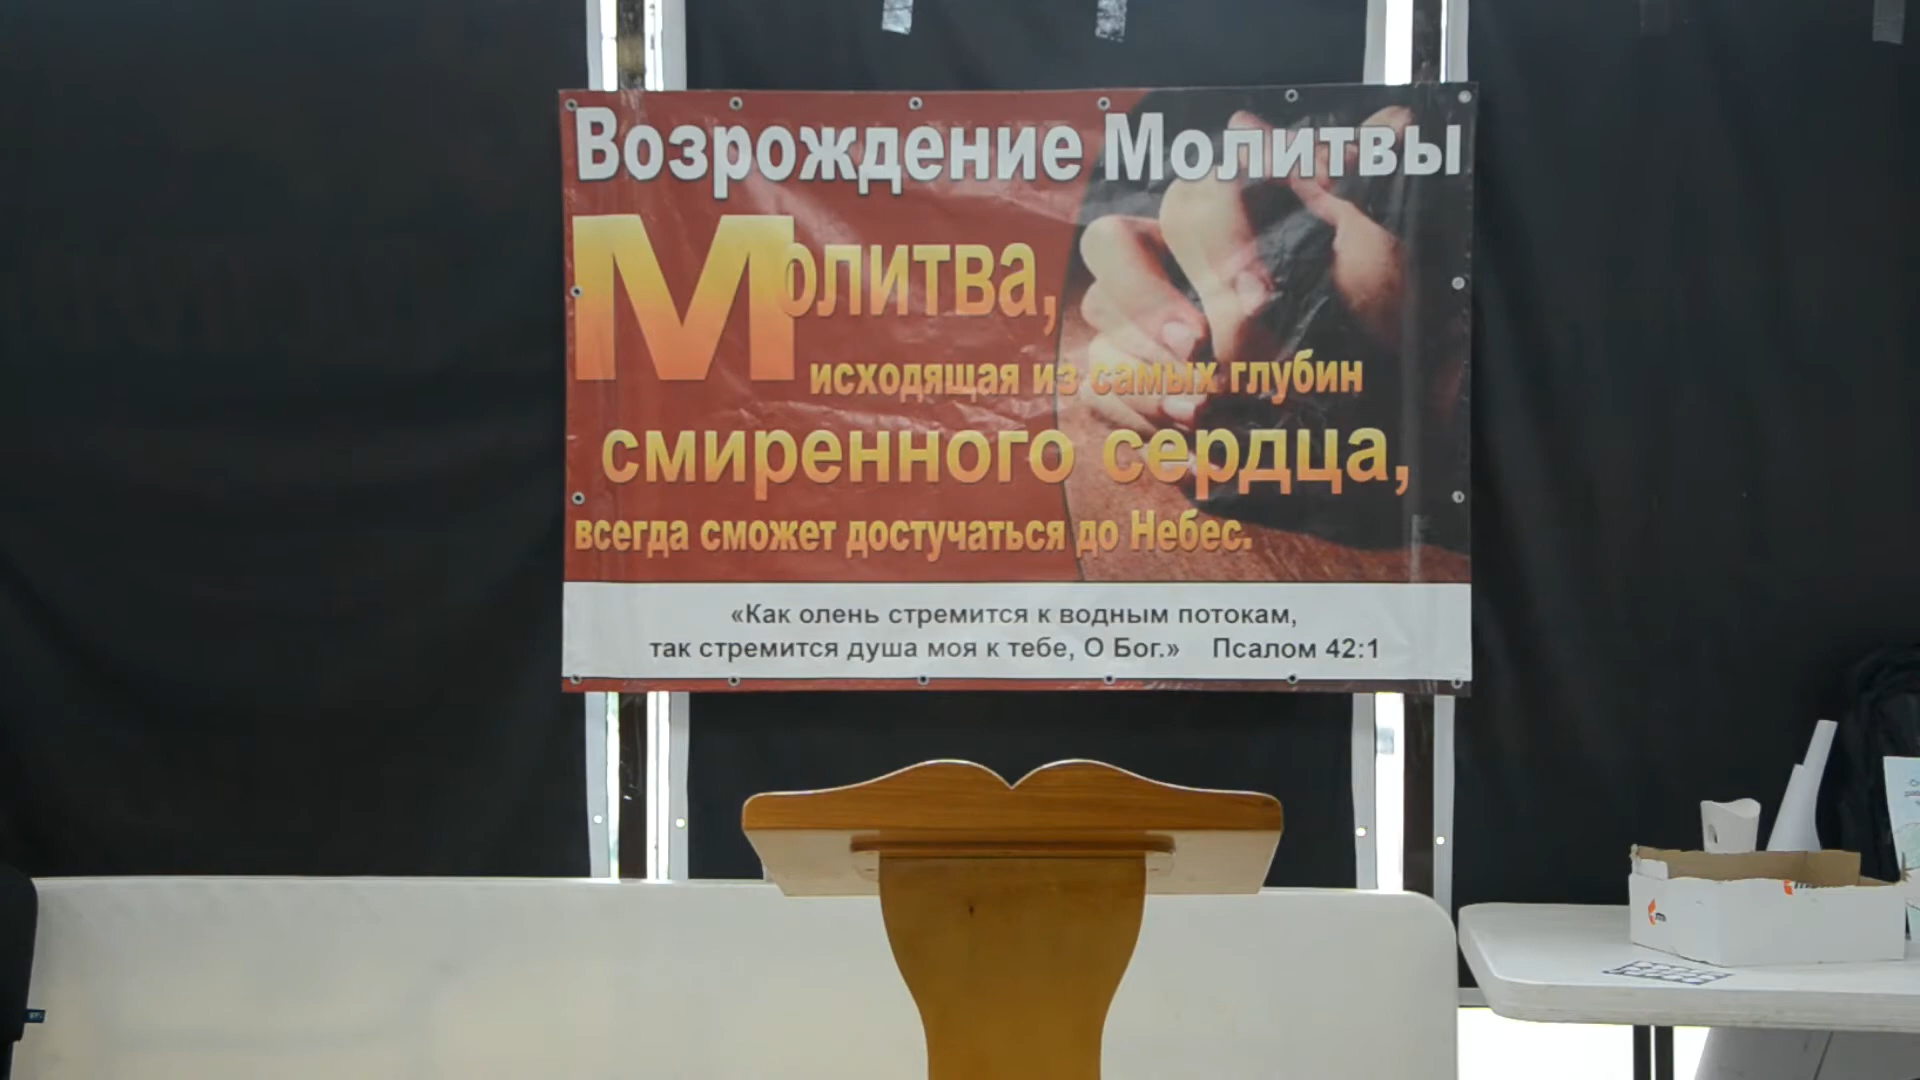 Возрождение Молитвы
Молитва,
исходящая из самых глубин
смиренного сердца,
всегда сможет достучаться до Небес.
«Как олень стремится к водным потокам,
так стремится душа моя к тебе, О Бог.» Псалом 42:1